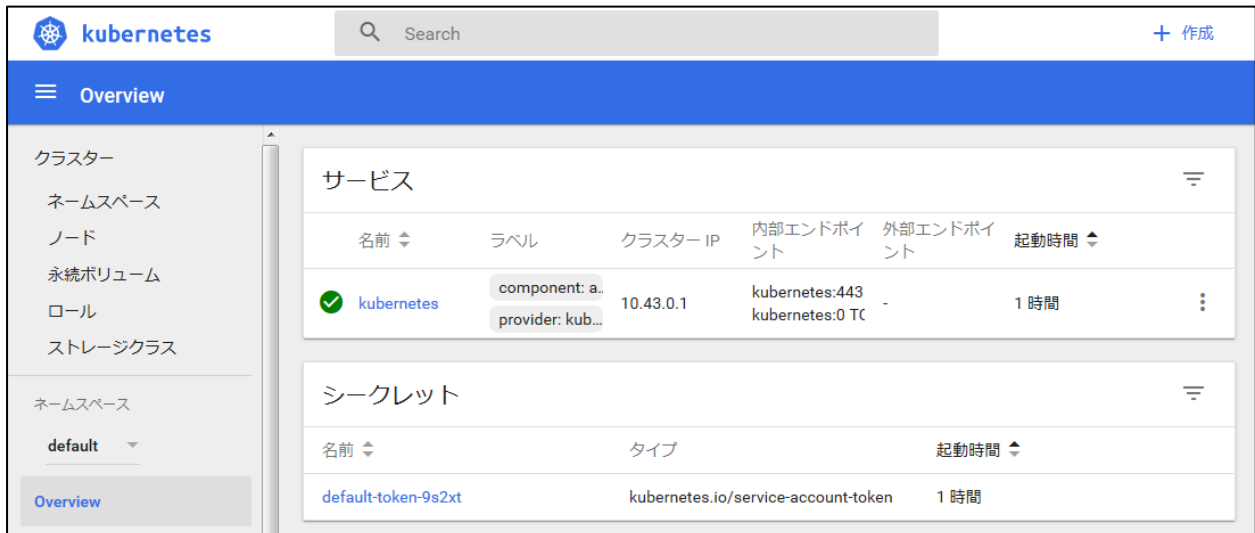 kubernetes
Search
+ 作成
Overview
クラスター
ネームスペース
ノード
永続ボリューム
ロール
ストレージクラス
ネームスペース
default
Overview
サービス
名前 ラベル クラスター IP 内部エンドポイ 外部エンドポイ 起動時間
ント ント
kubernetes component: a.. 10.43.0.1 kubernetes:443 - 1 時間
provider: kub... kubernetes:0 TC
シークレット
名前 タイプ 起動時間
default-token-9s2xt kubernetes.io/service-account-token 1 時間